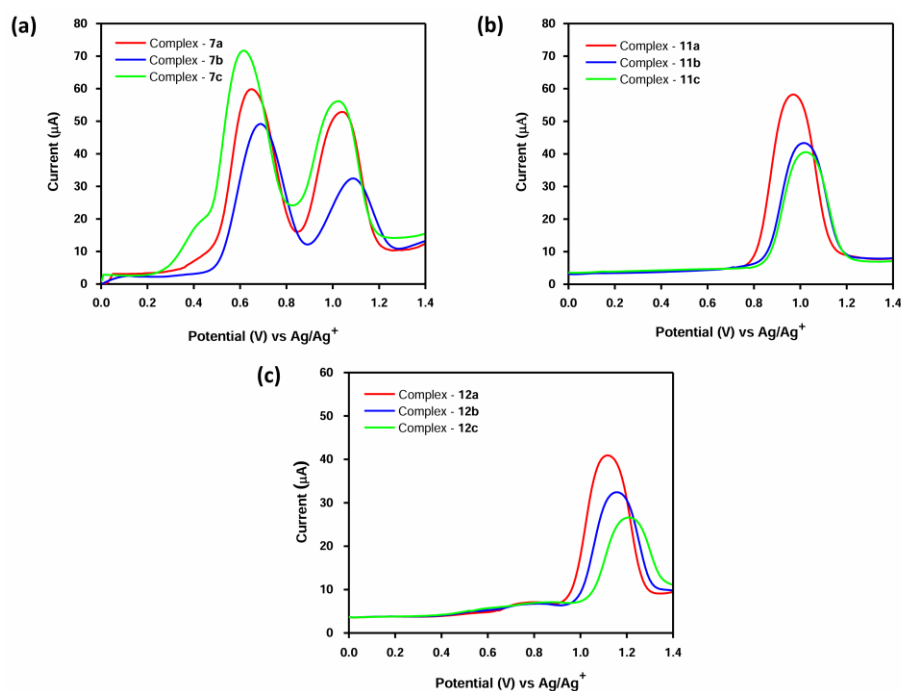 (a)
80
70
60
50
40
30
20
10
0
Current (µA)
Complex - 7a
Complex - 7b
Complex - 7c
0.0 0.2 0.4 0.6 0.8 1.0 1.2 1.4
Potential (V) vs Ag/Ag+
(b)
80
70
60
50
40
30
20
10
0
Current (µA)
Complex - 11a
Complex - 11b
Complex - 11c
0.0 0.2 0.4 0.6 0.8 1.0 1.2 1.4
Potential (V) vs Ag/Ag+
(c)
60
50
40
30
20
10
0
Current (µA)
Complex - 12a
Complex - 12b
Complex - 12c
0.0 0.2 0.4 0.6 0.8 1.0 1.2 1.4
Potential (V) vs Ag/Ag+